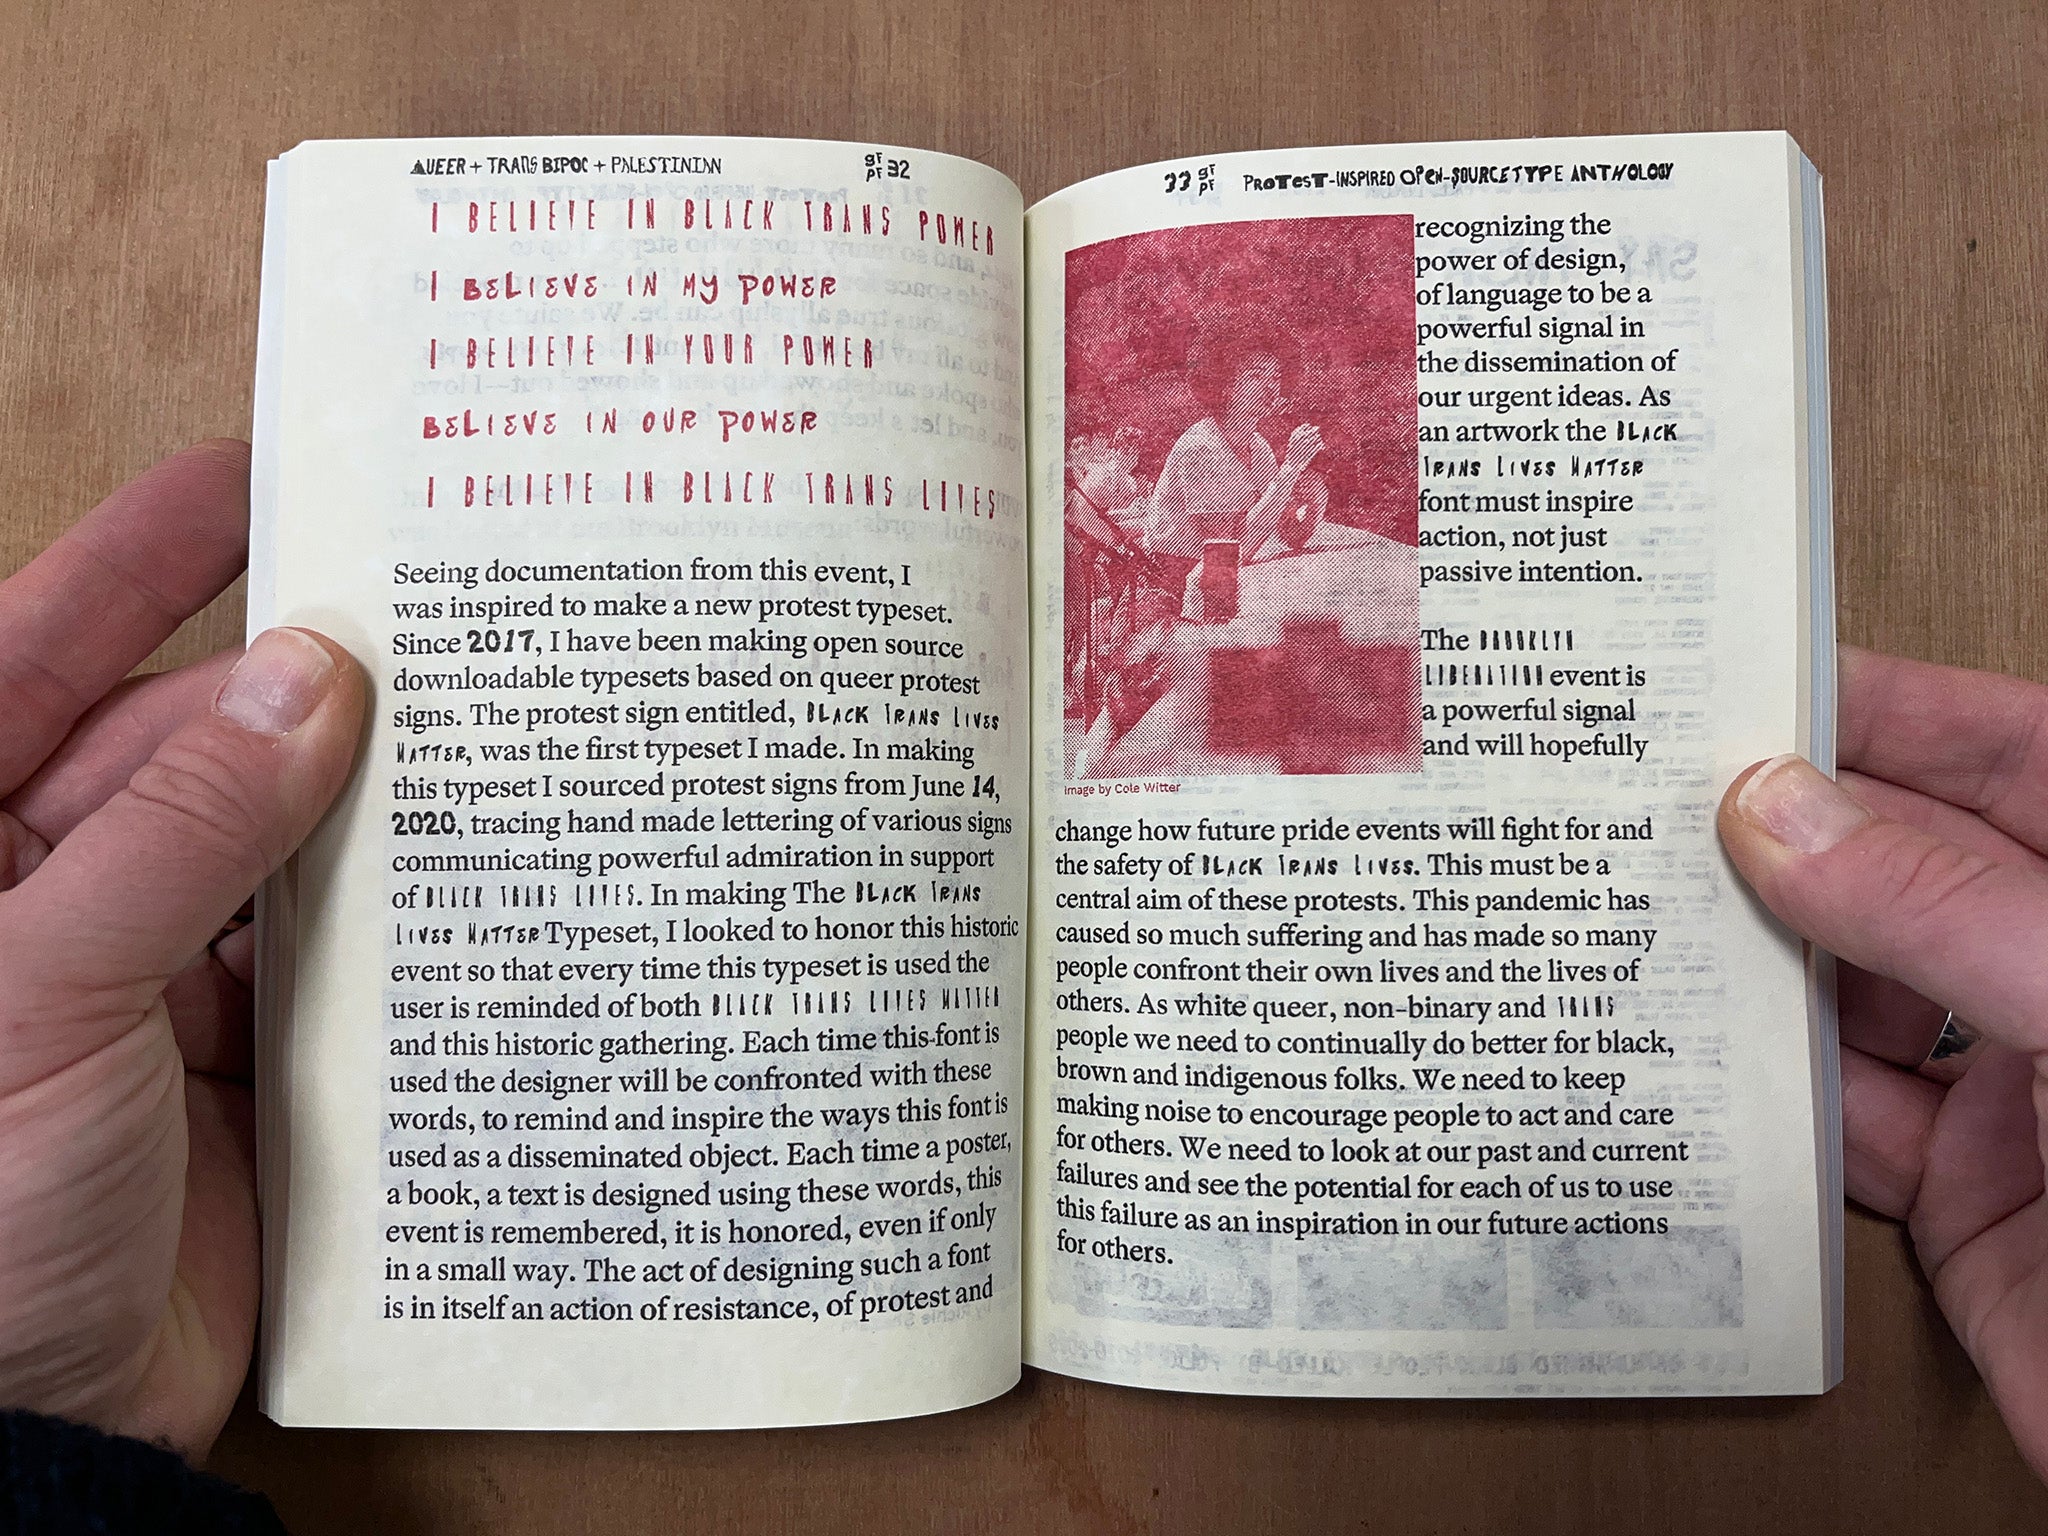 QUEER + TRANS BIPOC + PALESTINIAN
gF
PF 32
I BELIEVE IN BLACK TRANS POWER
I BELIEVE IN MY POWER
I BELIEVE IN YOUR POWER
BELIEVE IN OUR POWER
I BELIEVE IN BLACK TRANS LIVES
Seeing documentation from this event, I
was inspired to make a new protest typeset.
Since 2017, I have been making open source
downloadable typesets based on queer protest
signs. The protest sign entitled, BLACK TRANS LIVES
MATTER, was the first typeset I made. In making
this typeset I sourced protest signs from June 14,
2020, tracing hand made lettering of various signs
communicating powerful admiration in support
of BLACK TRANS LIVES. In making The BLACK TRANS
LIVES MATTER Typeset, I looked to honor this historic
event so that every time this typeset is used the
user is reminded of both BLACK TRANS LIVES MATTER
and this historic gathering. Each time this font is
used the designer will be confronted with these
words, to remind and inspire the ways this font is
used as a disseminated object. Each time a poster,
a book, a text is designed using these words, this
event is remembered, it is honored, even if only
in a small way. The act of designing such a font
is in itself an action of resistance, of protest and
33 gF
PF
PROTEST-INSPIRED OPEN-SOURCE TYPE ANTHOLOGY
recognizing the
power of design,
of language to be a
powerful signal in
the dissemination of
our urgent ideas. As
an artwork the BLACK
TRANS LIVES MATTER
font must inspire
action, not just
passive intention.
The BROOKLYN
LIBERATION event is
a powerful signal
and will hopefully
Image by Cole Witter
change how future pride events will fight for and
the safety of BLACK TRANS LIVES. This must be a
central aim of these protests. This pandemic has
caused so much suffering and has made so many
people confront their own lives and the lives of
others. As white queer, non-binary and TRANS
people we need to continually do better for black,
brown and indigenous folks. We need to keep
making noise to encourage people to act and care
for others. We need to look at our past and current
failures and see the potential for each of us to use
this failure as an inspiration in our future actions
for others.